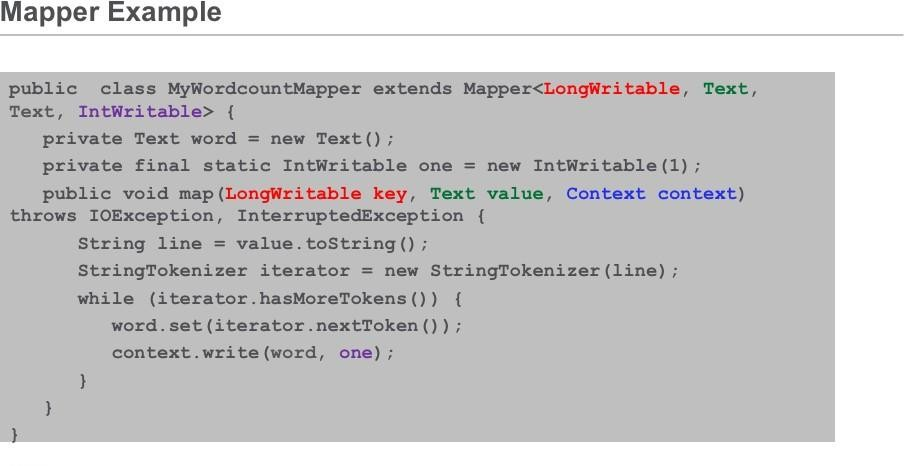 Mapper Example
public  class MyWordcountMapper extends Mapper<LongWritable, Text,
Text, IntWritable> {
private Text word = new Text();
private final static IntWritable one = new IntWritable(1);
public void map(LongWritable key, Text value, Context context)
throws IOException, InterruptedException {
String line = value.toString();
StringTokenizer iterator = new StringTokenizer(line);
while (iterator.hasMoreTokens()) {
word.set(iterator.nextToken());
context.write(word, one);
}
}
}